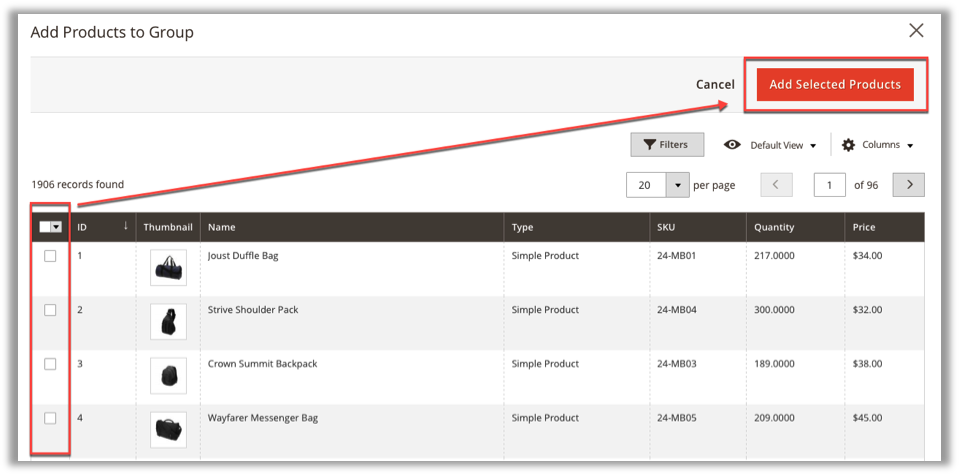 Add Products to Group
Cancel Add Selected Products
Filters Default View Columns
1906 records found 20 per page 1 of 96
ID ↓ Thumbnail Name Type SKU Quantity Price
1 Joust Duffle Bag Simple Product 24-MB01 217.0000 $34.00
2 Strive Shoulder Pack Simple Product 24-MB04 300.0000 $32.00
3 Crown Summit Backpack Simple Product 24-MB03 189.0000 $38.00
4 Wayfarer Messenger Bag Simple Product 24-MB05 209.0000 $45.00